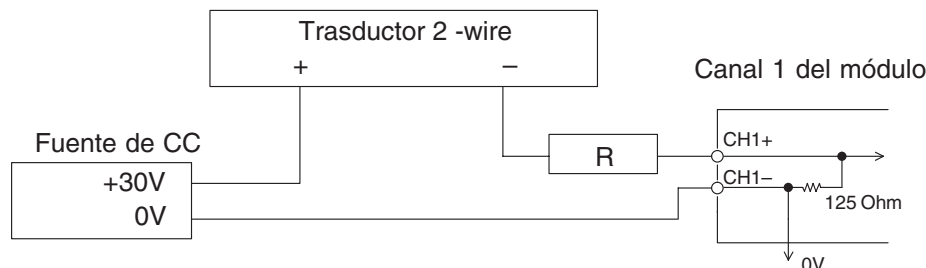 Trasductor 2 -wire
+ –
Canal 1 del módulo
Fuente de CC
+30V
0V
R
CH1+
CH1–
125 Ohm
0V